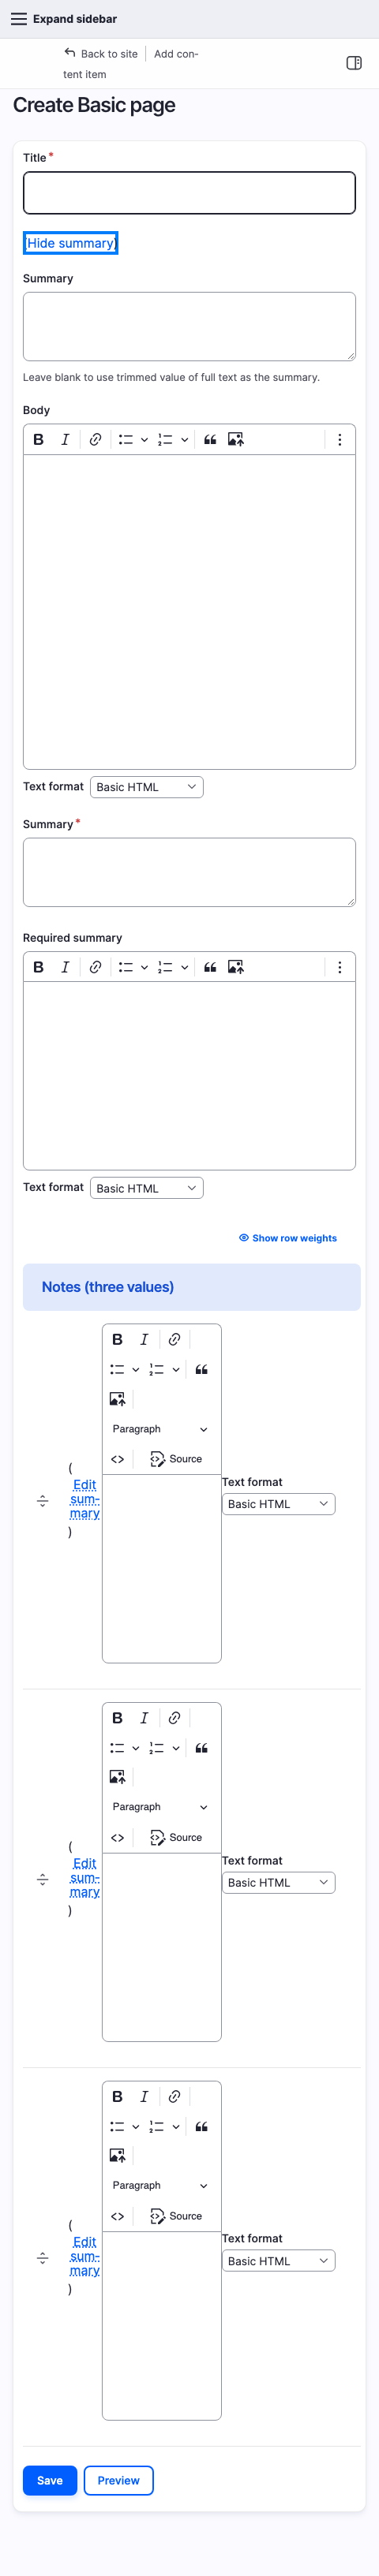 Expand sidebar
Back to site
Add con-
tent item
Create Basic page
Title *
(Hide summary)
Summary
Leave blank to use trimmed value of full text as the summary.
Body
B I
Text format Basic HTML
Summary *
Required summary
B I
Text format Basic HTML
Show row weights
Notes (three values)
B I
Paragraph
Source
(
Edit
sum-
mary
)
Text format
Basic HTML
B I
Paragraph
Source
(
Edit
sum-
mary
)
Text format
Basic HTML
B I
Paragraph
Source
(
Edit
sum-
mary
)
Text format
Basic HTML
Save Preview